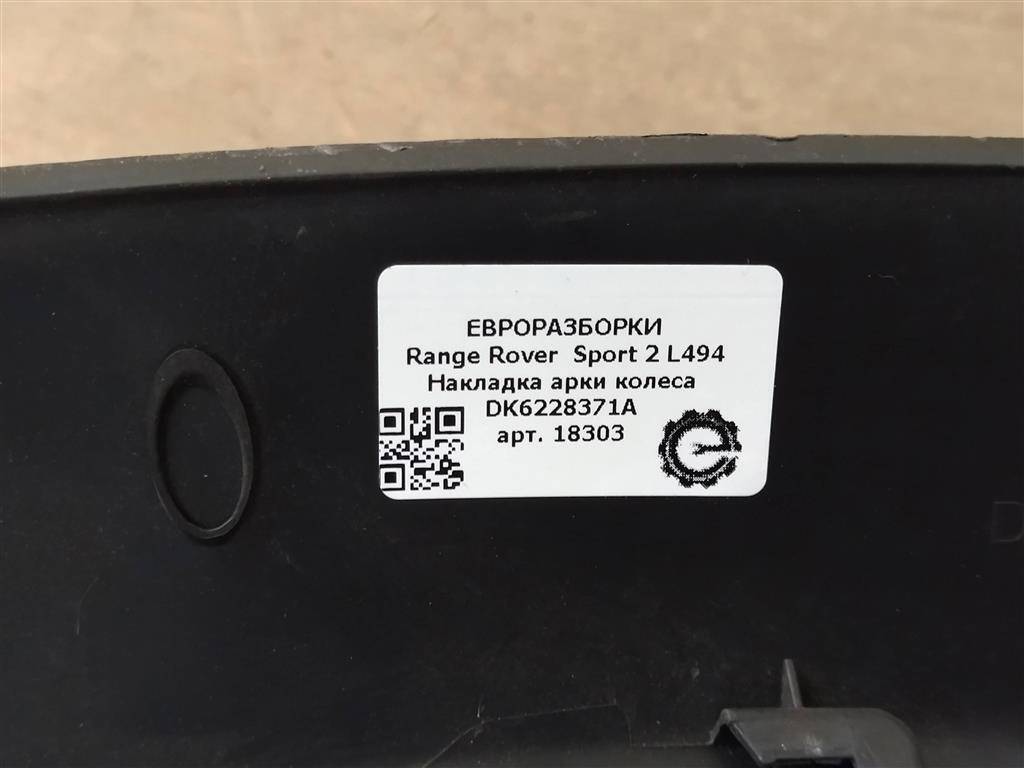 ЕВРОРАЗБОРКИ
Range Rover Sport 2 L494
Накладка арки колеса
DK6228371A
арт. 18303
D